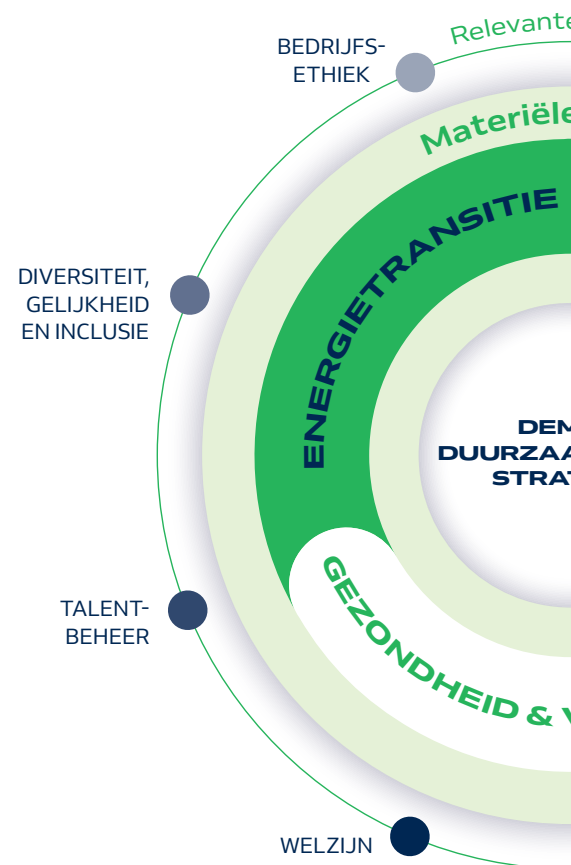 Relevante
BEDRIJFS-
ETHIEK
Materiële
ENERGIETRANSITIE
DIVERSITEIT,
GELIJKHEID
EN INCLUSIE
DEM
DUURZAA
STRAT
GEZONDHEID &
TALENT-
BEHEER
WELZIJN